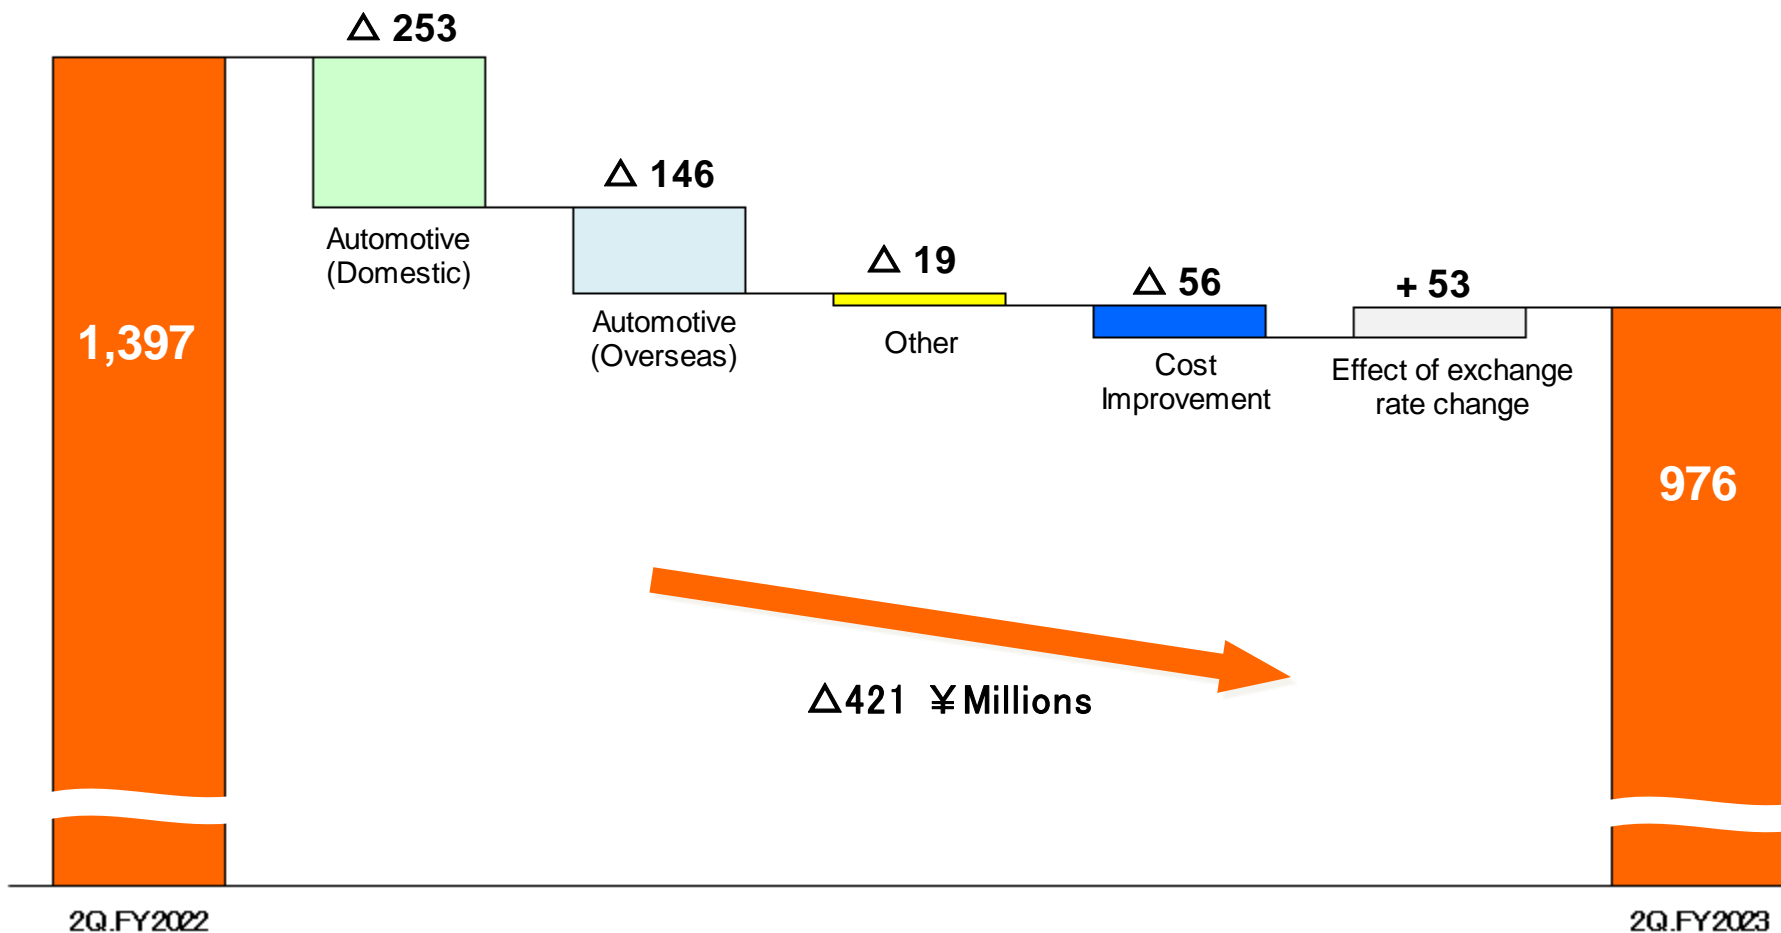 △ 253
△ 146
Automotive
(Domestic)
△ 19
△ 56
+ 53
Automotive
(Overseas)
Other
Cost
Improvement
Effect of exchange
rate change
1,397
976
△421 ¥Millions
2Q.FY2022
2Q.FY2023